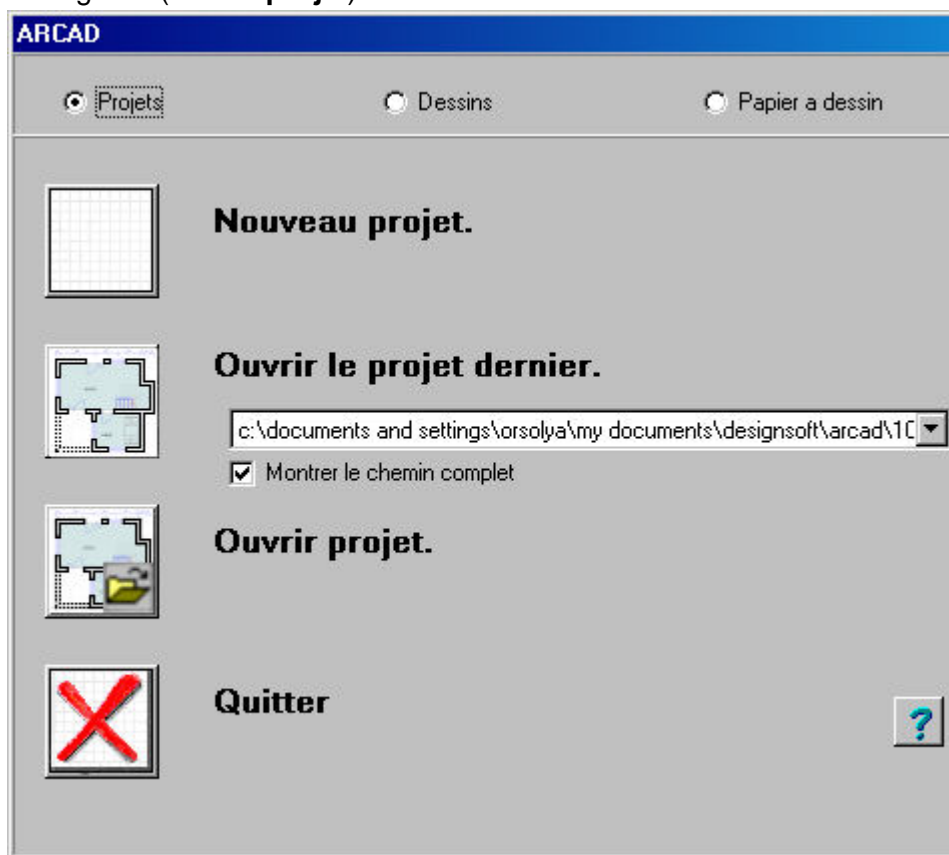 ARCAD
Projets Dessins Papier a dessin
Nouveau projet.
Ouvrir le projet dernier.
c:\documents and settings\orsolya\my documents\designsoft\arcad\10
Montrer le chemin complet
Ouvrir projet.
Quitter
?